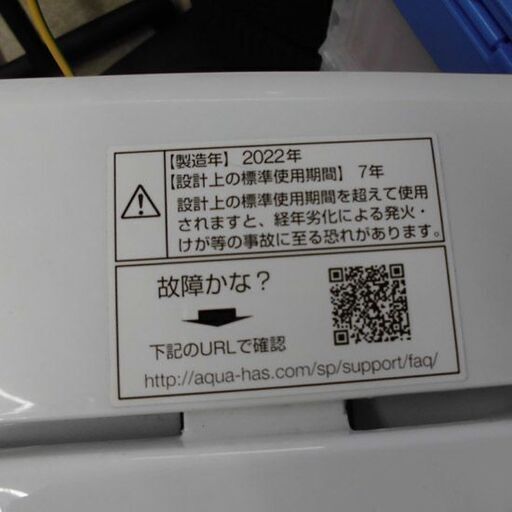 【製造年】 2022年
【設計上の標準使用期間】 7年
設計上の標準使用期間を超えて使用
されますと、経年劣化による発火・
けが等の事故に至る恐れがあります。
故障かな？
下記のURLで確認
http://aqua-has.com/sp/support/faq/